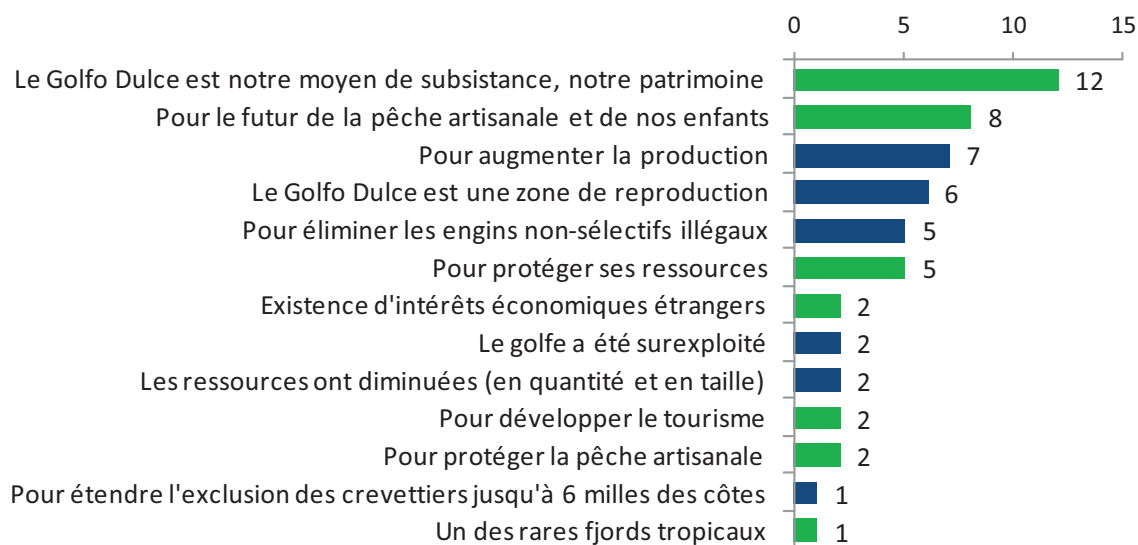 0 5 10 15
Le Golfo Dulce est notre moyen de subsistance, notre patrimoine 12
Pour le futur de la pêche artisanale et de nos enfants 8
Pour augmenter la production 7
Le Golfo Dulce est une zone de reproduction 6
Pour éliminer les engins non-sélectifs illégaux 5
Pour protéger ses ressources 5
Existence d'intérêts économiques étrangers 2
Le golfe a été surexploité 2
Les ressources ont diminuées (en quantité et en taille) 2
Pour développer le tourisme 2
Pour protéger la pêche artisanale 2
Pour étendre l'exclusion des crevettiers jusqu'à 6 milles des côtes 1
Un des rares fjords tropicaux 1